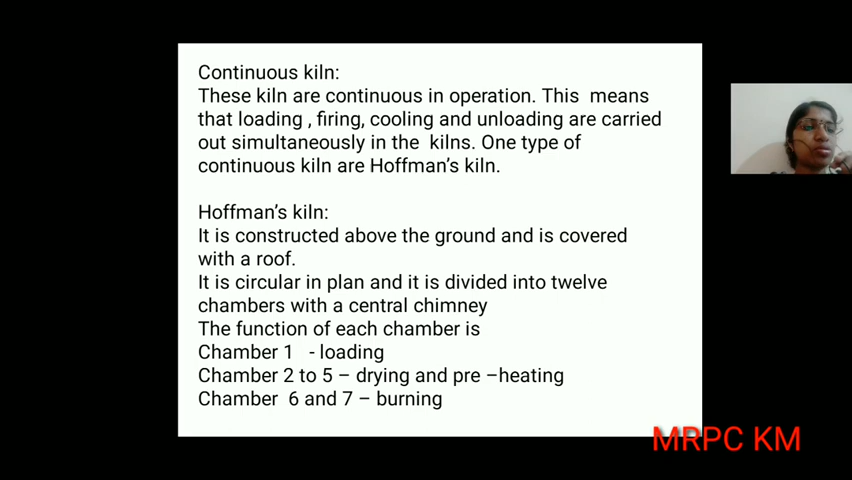 Continuous kiln:
These kiln are continuous in operation. This means
that loading , firing, cooling and unloading are carried
out simultaneously in the kilns. One type of
continuous kiln are Hoffman's kiln.
Hoffman's kiln:
It is constructed above the ground and is covered
with a roof.
It is circular in plan and it is divided into twelve
chambers with a central chimney
The function of each chamber is
Chamber 1 - loading
Chamber 2 to 5 – drying and pre –heating
Chamber 6 and 7 – burning
MRPC KM